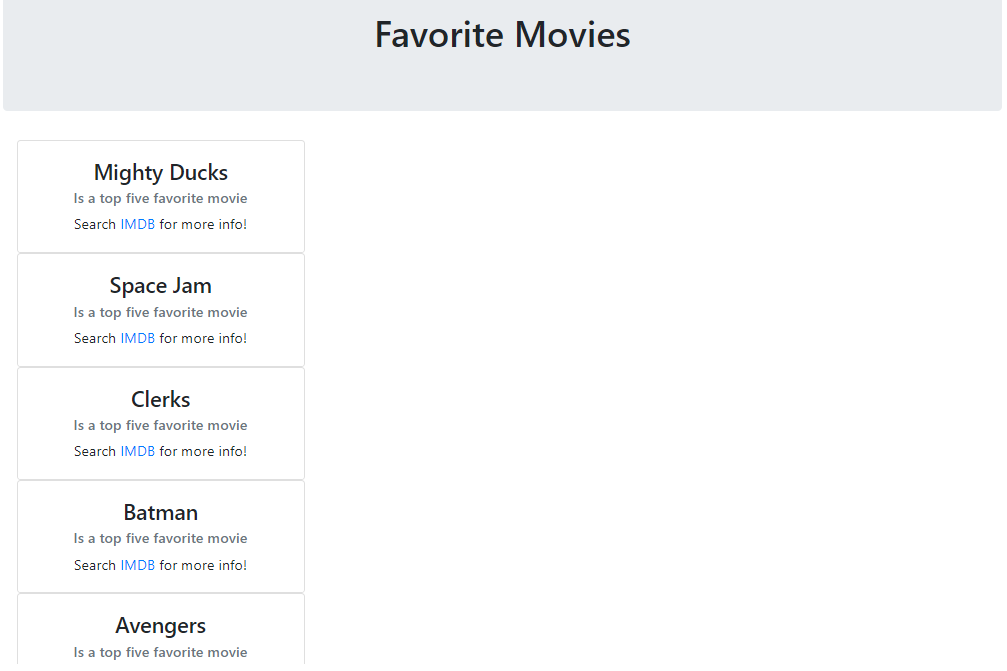 Favorite Movies
Mighty Ducks
Is a top five favorite movie
Search IMDB for more info!
Space Jam
Is a top five favorite movie
Search IMDB for more info!
Clerks
Is a top five favorite movie
Search IMDB for more info!
Batman
Is a top five favorite movie
Search IMDB for more info!
Avengers
Is a top five favorite movie